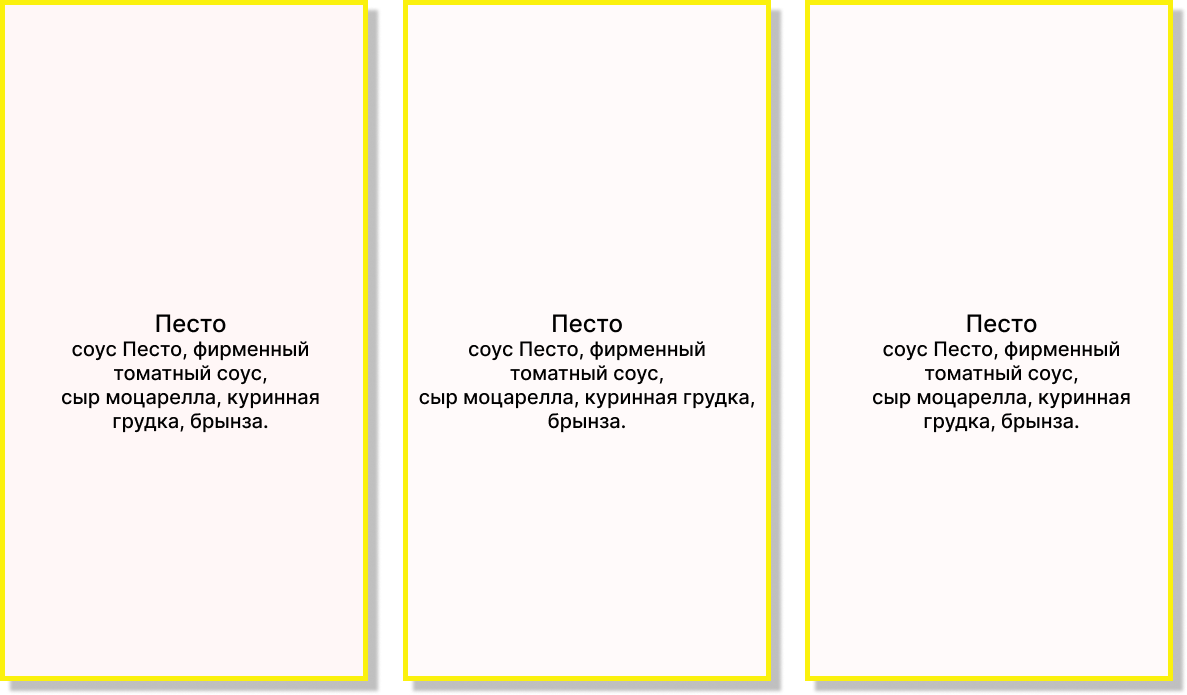 Песто
соус Песто, фирменный
томатный соус,
сыр моцарелла, куринная
грудка, брынза.
Песто
соус Песто, фирменный
томатный соус,
сыр моцарелла, куринная грудка,
брынза.
Песто
соус Песто, фирменный
томатный соус,
сыр моцарелла, куринная
грудка, брынза.